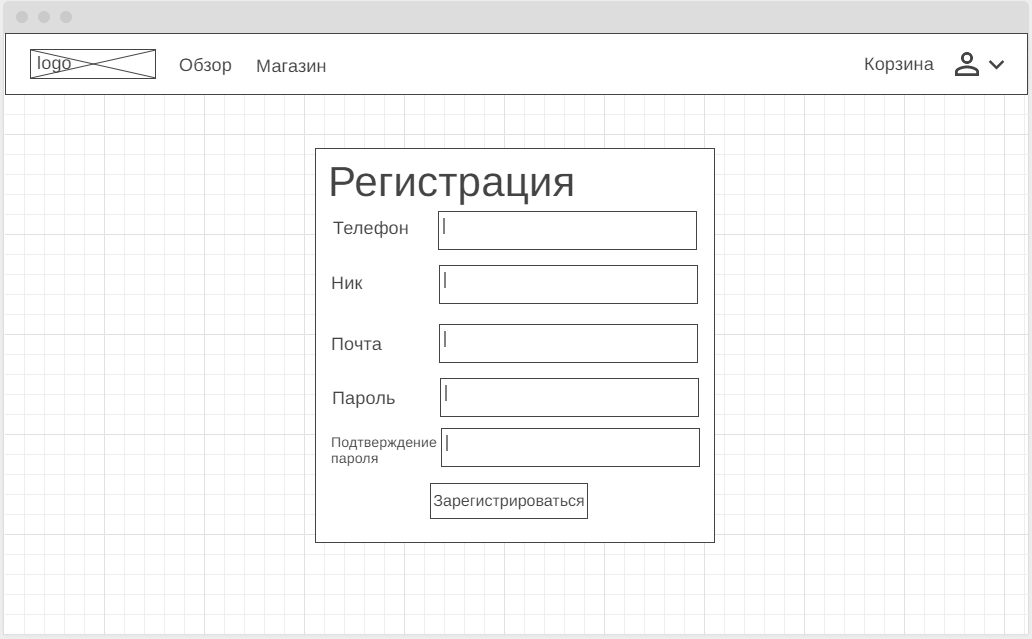 logo
Обзор
Магазин
Корзина
Регистрация
Телефон
Ник
Почта
Пароль
Подтверждение
пароля
Зарегистрироваться